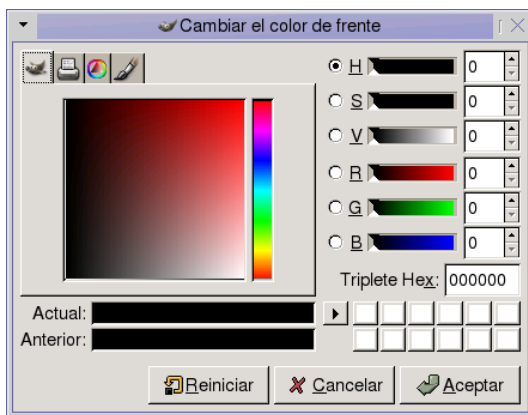 Cambiar el color de frente
H 0
S 0
V 0
R 0
G 0
B 0
Triplete Hex: 000000
Actual:
Anterior:
Reiniciar Cancelar Aceptar